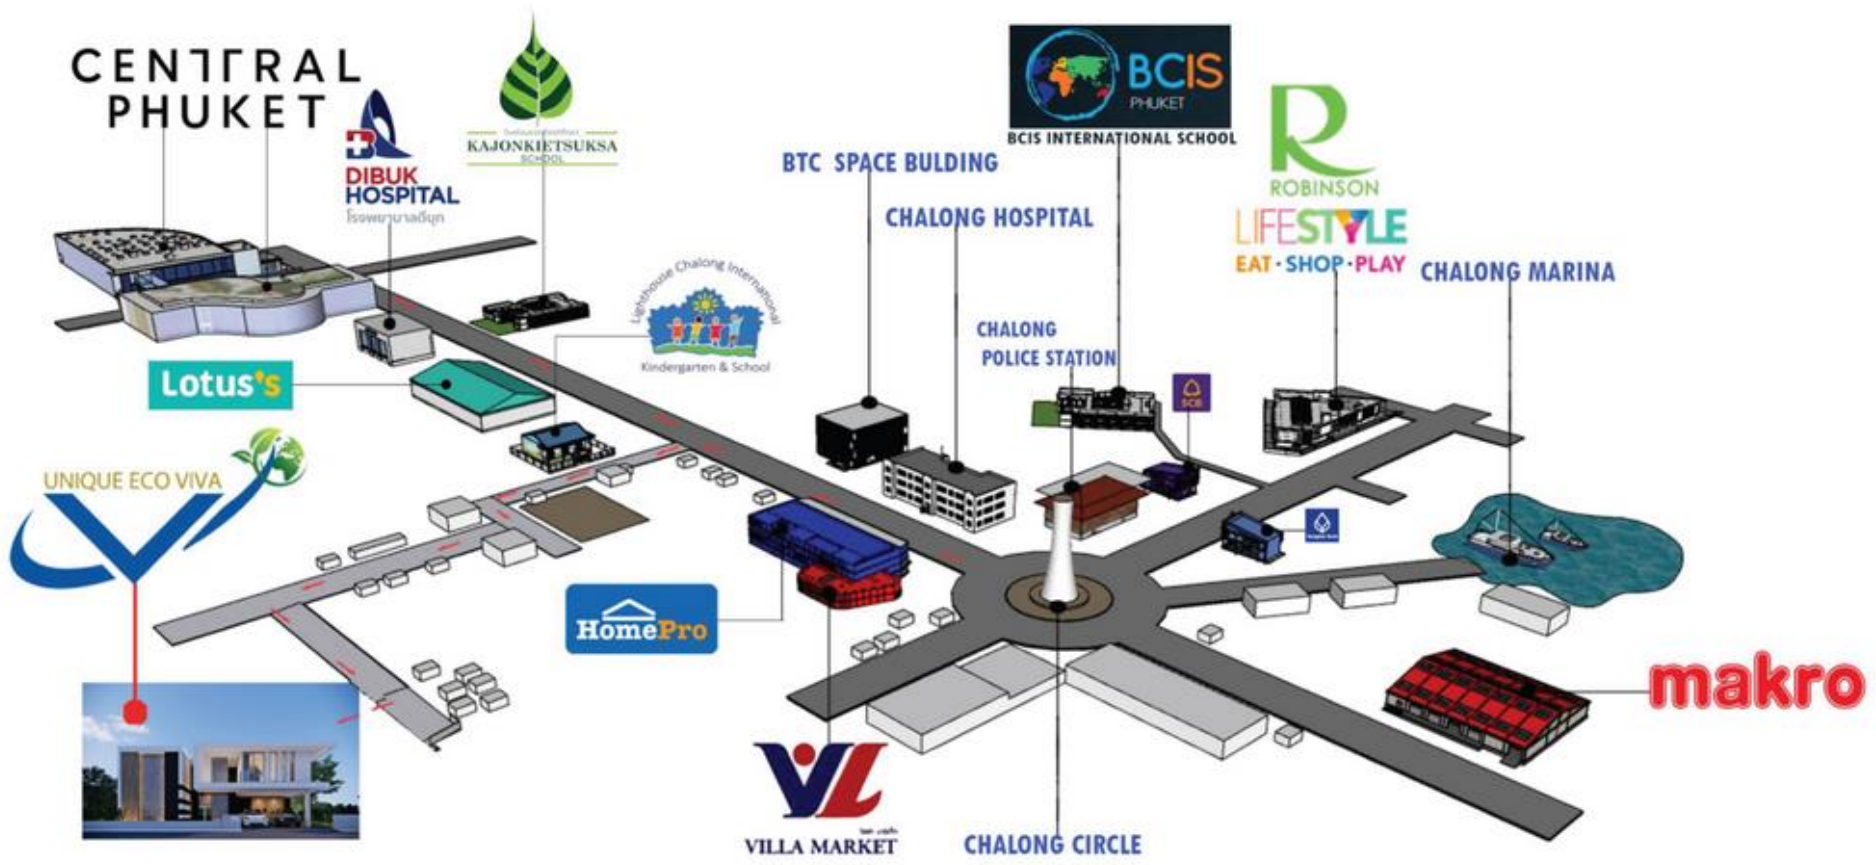 CENTRAL
PHUKET
DIBUK
HOSPITAL
โรงพยาบาลดีบุก
KAJONKIETSUKSA
SCHOOL
Lighthouse Chalong International
Kindergarten & School
Lotus's
UNIQUE ECO VIVA
BTC SPACE BULDING
CHALONG HOSPITAL
CHALONG
POLICE STATION
BCIS
PHUKET
BCIS INTERNATIONAL SCHOOL
SCB
R
ROBINSON
LIFESTYLE
EAT · SHOP · PLAY
CHALONG MARINA
HomePro
makro
VILLA MARKET
CHALONG CIRCLE